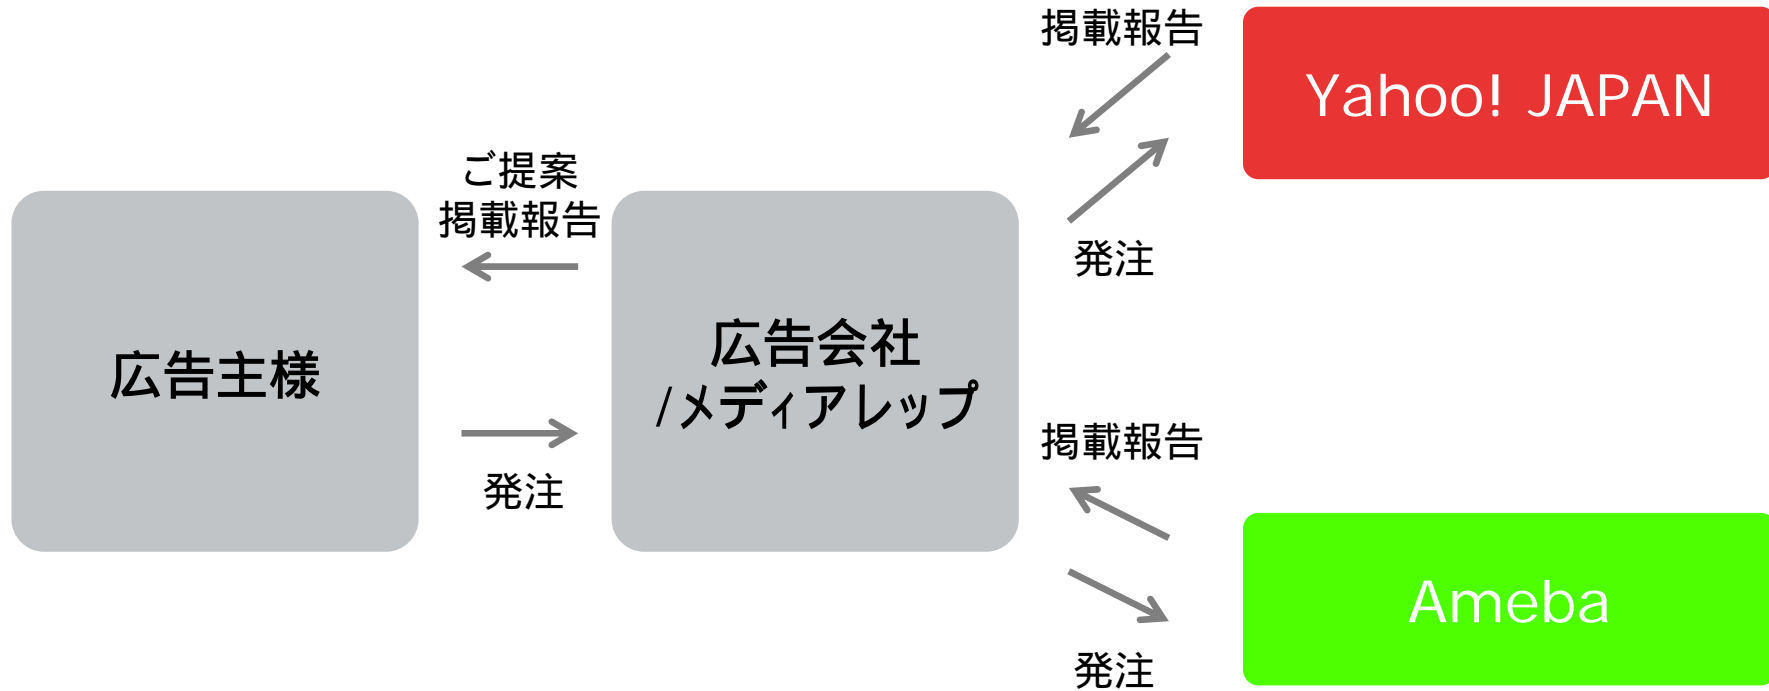 掲載報告
Yahoo! JAPAN
ご提案
掲載報告
発注
広告主様
広告会社
/メディアレップ
発注
掲載報告
Ameba
発注